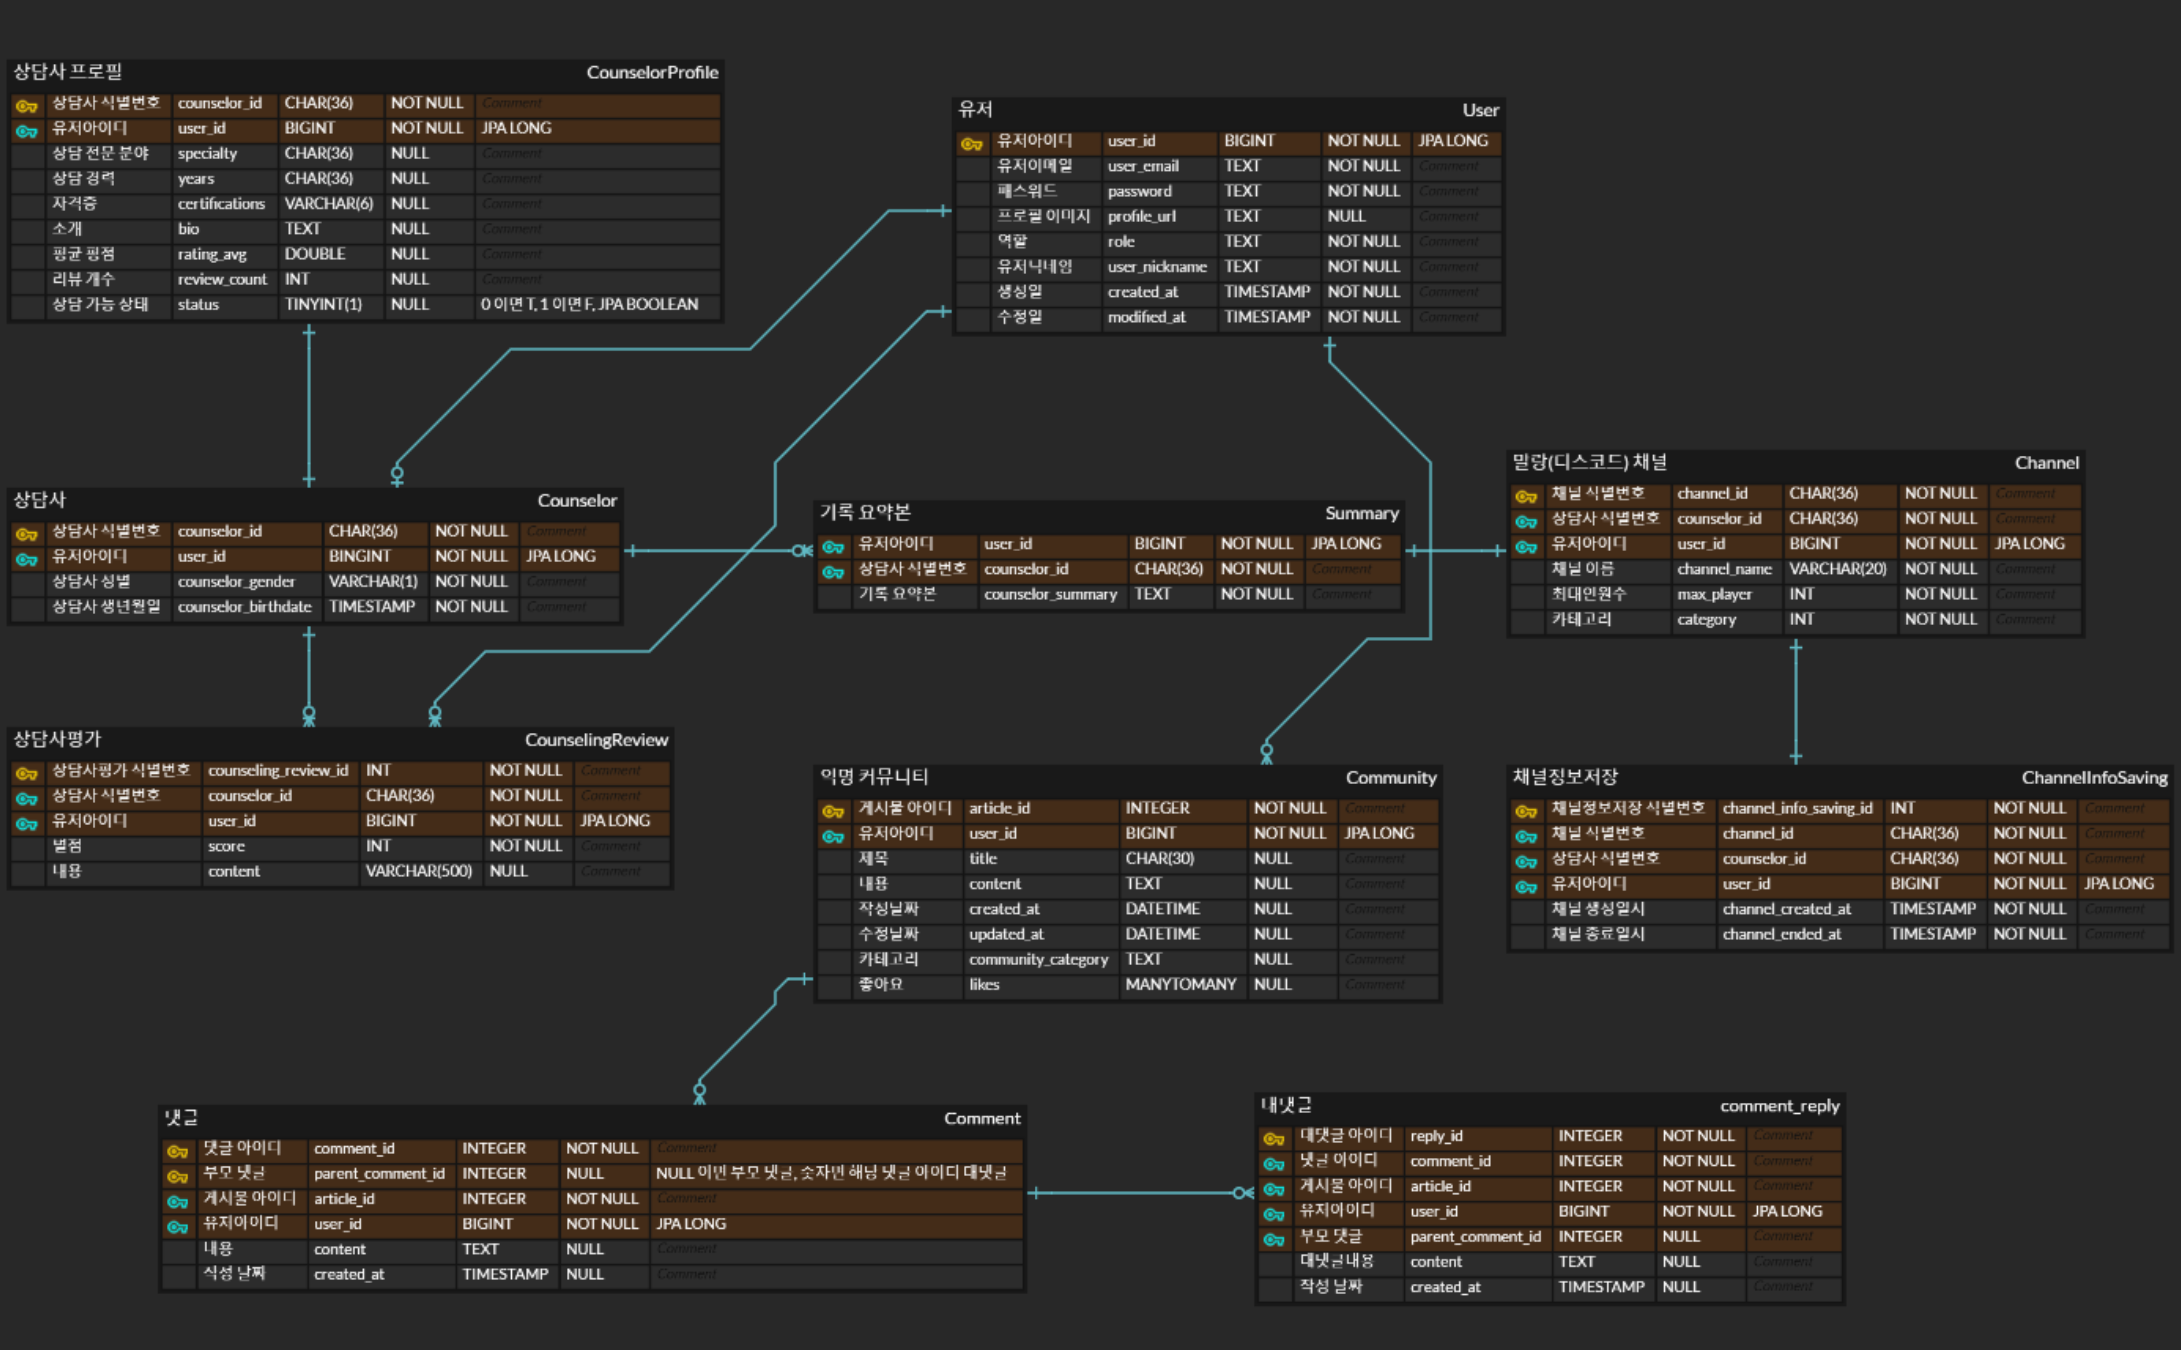 상담사 프로필 CounselorProfile
상담사 식별번호 counselor_id CHAR(36) NOT NULL Comment
유저아이디 user_id BIGINT NOT NULL JPA LONG
상담 전문 분야 specialty CHAR(36) NULL Comment
상담 경력 years CHAR(36) NULL Comment
자격증 certifications VARCHAR(6) NULL Comment
소개 bio TEXT NULL Comment
평균 평점 rating_avg DOUBLE NULL Comment
리뷰 개수 review_count INT NULL Comment
상담 가능 상태 status TINYINT(1) NULL 0 이면 T, 1 이면 F, JPA BOOLEAN
유저 User
유저아이디 user_id BIGINT NOT NULL JPA LONG
유저이메일 user_email TEXT NOT NULL Comment
패스워드 password TEXT NOT NULL Comment
프로필 이미지 profile_url TEXT NULL Comment
역할 role TEXT NOT NULL Comment
유저닉네임 user_nickname TEXT NOT NULL Comment
생성일 created_at TIMESTAMP NOT NULL Comment
수정일 modified_at TIMESTAMP NOT NULL Comment
상담사 Counselor
상담사 식별번호 counselor_id CHAR(36) NOT NULL Comment
유저아이디 user_id BINGINT NOT NULL JPA LONG
상담사 성별 counselor_gender VARCHAR(1) NOT NULL Comment
상담사 생년월일 counselor_birthdate TIMESTAMP NOT NULL Comment
기록 요약본 Summary
유저아이디 user_id BIGINT NOT NULL JPA LONG
상담사 식별번호 counselor_id CHAR(36) NOT NULL Comment
기록 요약본 counselor_summary TEXT NOT NULL Comment
밀랑(디스코드) 채널 Channel
채널 식별번호 channel_id CHAR(36) NOT NULL Comment
상담사 식별번호 counselor_id CHAR(36) NOT NULL Comment
유저아이디 user_id BIGINT NOT NULL JPA LONG
채널 이름 channel_name VARCHAR(20) NOT NULL Comment
최대인원수 max_player INT NOT NULL Comment
카테고리 category INT NOT NULL Comment
상담사평가 CounselingReview
상담사평가 식별번호 counseling_review_id INT NOT NULL Comment
상담사 식별번호 counselor_id CHAR(36) NOT NULL Comment
유저아이디 user_id BIGINT NOT NULL JPA LONG
별점 score INT NOT NULL Comment
내용 content VARCHAR(500) NULL Comment
익명 커뮤니티 Community
게시물 아이디 article_id INTEGER NOT NULL Comment
유저아이디 user_id BIGINT NOT NULL JPA LONG
제목 title CHAR(30) NULL Comment
내용 content TEXT NULL Comment
작성날짜 created_at DATETIME NULL Comment
수정날짜 updated_at DATETIME NULL Comment
카테고리 community_category TEXT NULL Comment
좋아요 likes MANYTOMANY NULL Comment
채널정보저장 ChannelInfoSaving
채널정보저장 식별번호 channel_info_saving_id INT NOT NULL Comment
채널 식별번호 channel_id CHAR(36) NOT NULL Comment
상담사 식별번호 counselor_id CHAR(36) NOT NULL Comment
유저아이디 user_id BIGINT NOT NULL JPA LONG
채널 생성일시 channel_created_at TIMESTAMP NOT NULL Comment
채널 종료일시 channel_ended_at TIMESTAMP NOT NULL Comment
댓글 Comment
댓글 아이디 comment_id INTEGER NOT NULL Comment
부모 댓글 parent_comment_id INTEGER NULL NULL 이면 부모 댓글, 숫자면 해당 댓글 아이디 대댓글
게시물 아이디 article_id INTEGER NOT NULL Comment
유저아이디 user_id BIGINT NOT NULL JPA LONG
내용 content TEXT NULL Comment
작성 날짜 created_at TIMESTAMP NULL Comment
대댓글 comment_reply
대댓글 아이디 reply_id INTEGER NOT NULL Comment
댓글 아이디 comment_id INTEGER NOT NULL Comment
게시물 아이디 article_id INTEGER NOT NULL Comment
유저아이디 user_id BIGINT NOT NULL JPA LONG
부모 댓글 parent_comment_id INTEGER NULL Comment
대댓글내용 content TEXT NULL Comment
작성 날짜 created_at TIMESTAMP NULL Comment